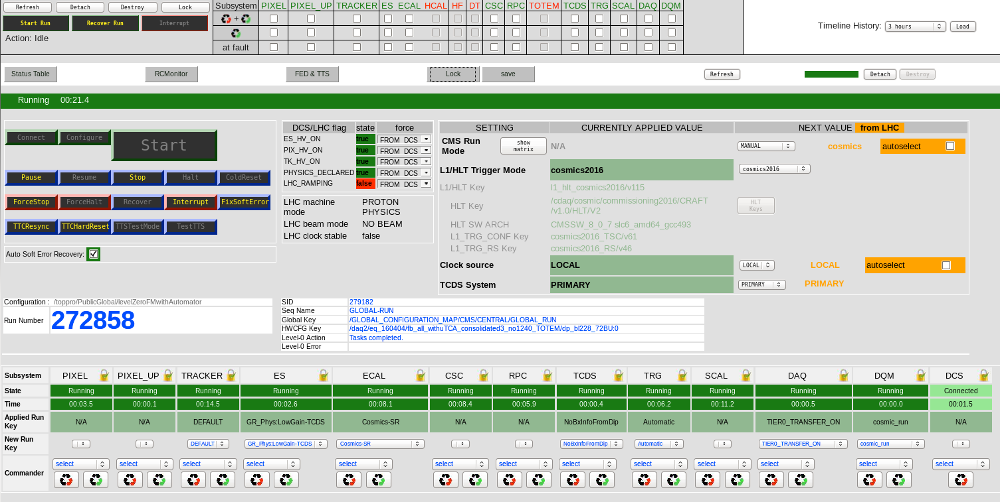 Refresh Detach Destroy Lock
Start Run Recover Run Interrupt
Action: Idle
Subsystem PIXEL PIXEL_UP TRACKER ES ECAL HCAL HF DT CSC RPC TOTEM TCDS TRG SCAL DAQ DQM
+
at fault
Timeline History: 3 hours Load
Status Table RCMonitor FED & TTS Lock save Refresh Detach Destroy
Running 00:21.4
Connect Configure Start
Pause Resume Stop Halt ColdReset
ForceStop ForceHalt Recover Interrupt FixSoftError
TTCResync TTCHardReset TTSTestMode TestTTS
Auto Soft Error Recovery:
DCS/LHC flag state force
ES_HV_ON true FROM DCS
PIX_HV_ON true FROM DCS
TK_HV_ON true FROM DCS
PHYSICS_DECLARED true FROM DCS
LHC_RAMPING false FROM DCS
LHC machine mode PROTON PHYSICS
LHC beam mode NO BEAM
LHC clock stable false
SETTING CURRENTLY APPLIED VALUE NEXT VALUE from LHC
CMS Run Mode show matrix N/A MANUAL cosmics autoselect
L1/HLT Trigger Mode cosmics2016 cosmics2016
L1/HLT Key l1_hlt_cosmics2016/v115
HLT Key /cdaq/cosmic/commissioning2016/CRAFT
/v1.0/HLT/V2 HLT Keys
HLT SW ARCH CMSSW_8_0_7 slc6_amd64_gcc493
L1_TRG_CONF Key cosmics2016_TSC/v61
L1_TRG_RS Key cosmics2016_RS/v46
Clock source LOCAL LOCAL LOCAL autoselect
TCDS System PRIMARY PRIMARY PRIMARY
Configuration : /toppro/PublicGlobal/levelZeroFMwithAutomator
Run Number 272858
SID 279182
Seq Name GLOBAL-RUN
Global Key /GLOBAL_CONFIGURATION_MAP/CMS/CENTRAL/GLOBAL_RUN
HWCFG Key /daq2/eq_160404/fb_all_withuTCA_consolidated3_no1240_TOTEM/dp_bl228_72BU:0
Level-0 Action Tasks completed.
Level-0 Error
Subsystem PIXEL PIXEL_UP TRACKER ES ECAL CSC RPC TCDS TRG SCAL DAQ DQM DCS
State Running Running Running Running Running Running Running Running Running Running Running Running Connected
Time 00:03.5 00:00.1 00:14.5 00:02.6 00:08.1 00:08.4 00:05.9 00:00.4 00:06.2 00:11.2 00:00.5 00:00.0 00:01.5
Applied Run Key N/A N/A DEFAULT GR_Phys:LowGain-TCDS Cosmics-SR N/A N/A NoBxInfoFromDip Automatic N/A TIER0_TRANSFER_ON cosmic_run N/A
New Run Key DEFAULT GR_Phys:LowGain-TCDS Cosmics-SR NoBxInfoFromDip Automatic TIER0_TRANSFER_ON cosmic_run
Commander select select select select select select select select select select select select select